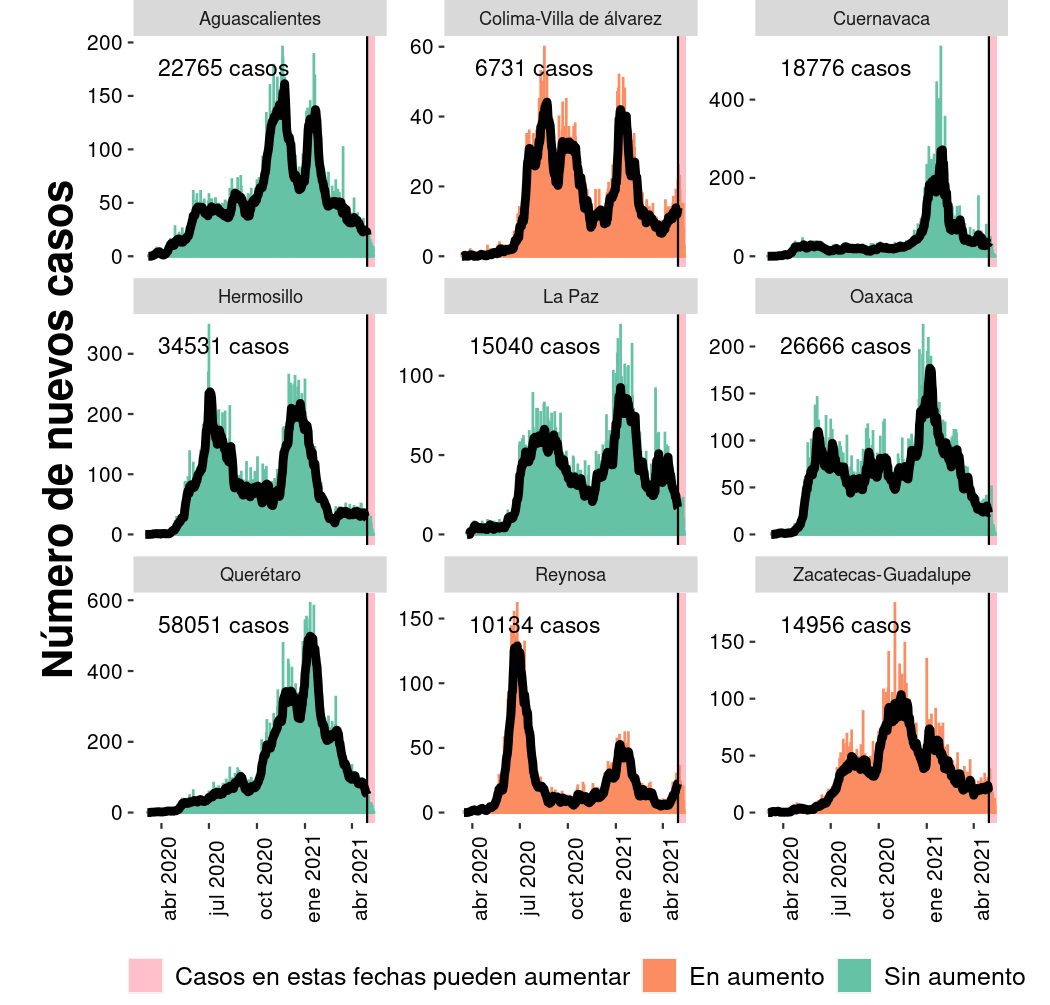 Número de nuevos casos
Aguascalientes
Colima-Villa de álvarez
Cuernavaca
200
150
100
50
0
22765 casos
60
40
20
0
6731 casos
400
200
0
18776 casos
Hermosillo
La Paz
Oaxaca
300
200
100
0
34531 casos
100
50
0
15040 casos
200
150
100
50
0
26666 casos
Querétaro
Reynosa
Zacatecas-Guadalupe
600
400
200
0
58051 casos
150
100
50
0
10134 casos
150
100
50
0
14956 casos
abr 2020
jul 2020
oct 2020
ene 2021
abr 2021
abr 2020
jul 2020
oct 2020
ene 2021
abr 2021
abr 2020
jul 2020
oct 2020
ene 2021
abr 2021
Casos en estas fechas pueden aumentar
En aumento
Sin aumento